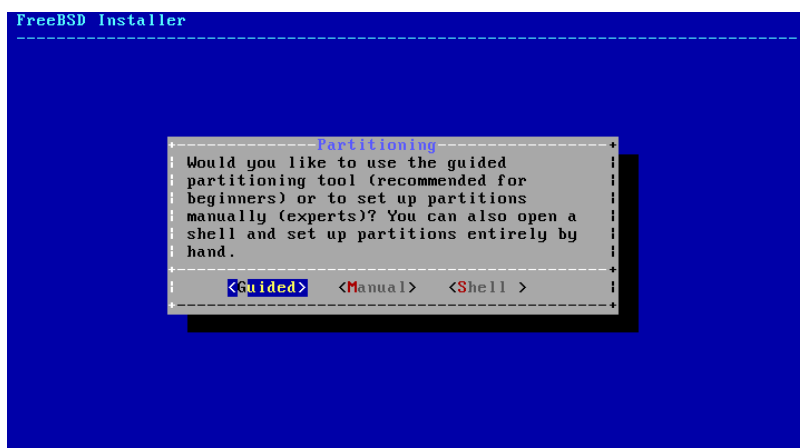 FreeBSD Installer
Partitioning
Would you like to use the guided
partitioning tool (recommended for
beginners) or to set up partitions
manually (experts)? You can also open a
shell and set up partitions entirely by
hand.
<Guided> <Manual> <Shell >